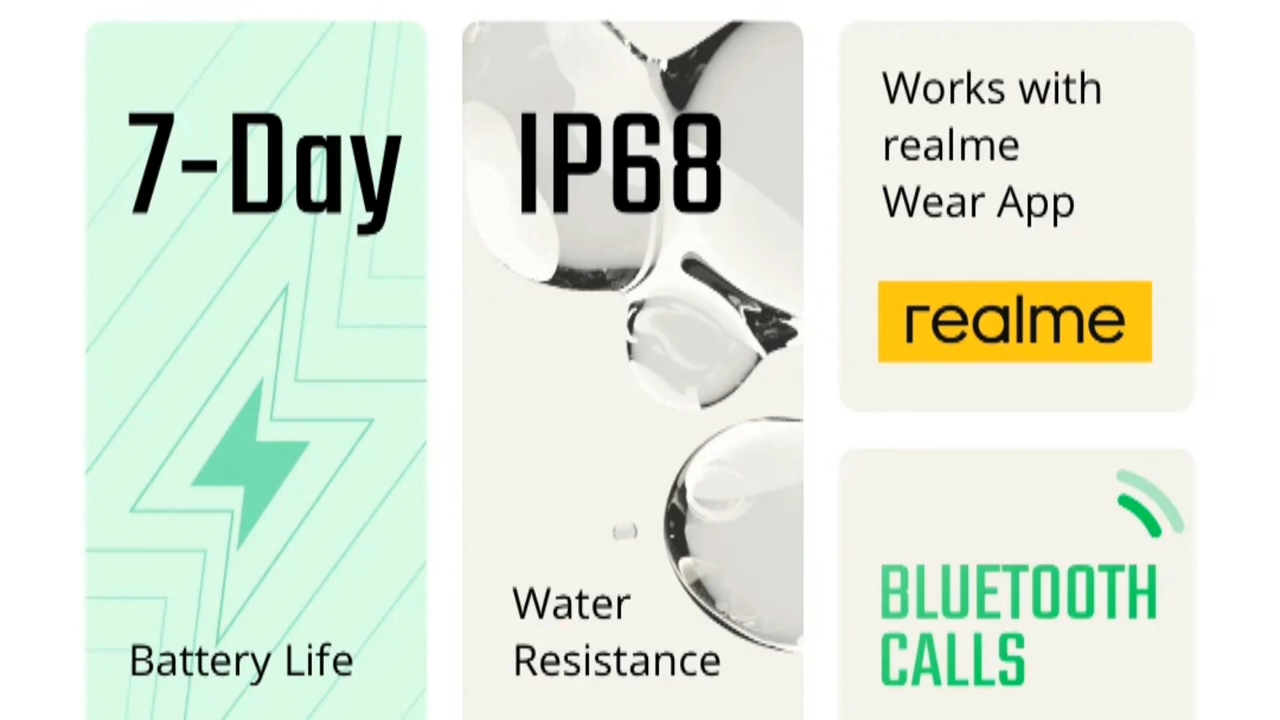 7-Day
Battery Life
IP68
Water
Resistance
Works with
realme
Wear App
realme
BLUETOOTH
CALLS